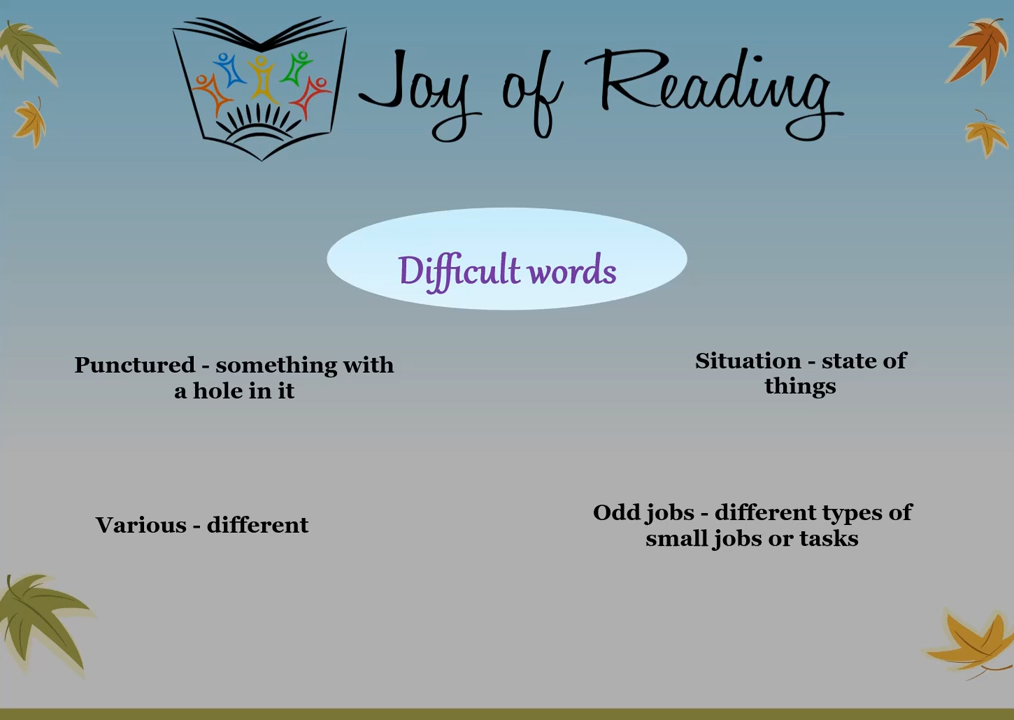 Joy of Reading
Difficult words
Punctured - something with
a hole in it
Situation - state of
things
Various - different
Odd jobs - different types of
small jobs or tasks